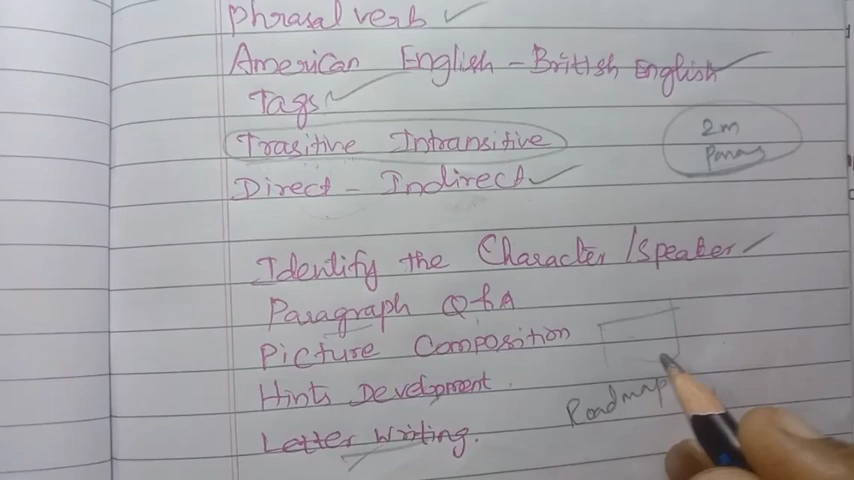 Phrasal verb
American English - British English
Tags
Trasitive Intransitive
2m
Direct - Indirect
Identify the Character / Speaker
Paragraph Q & A
Picture Composition
Hints Development.
Roadmap
Letter Writing.